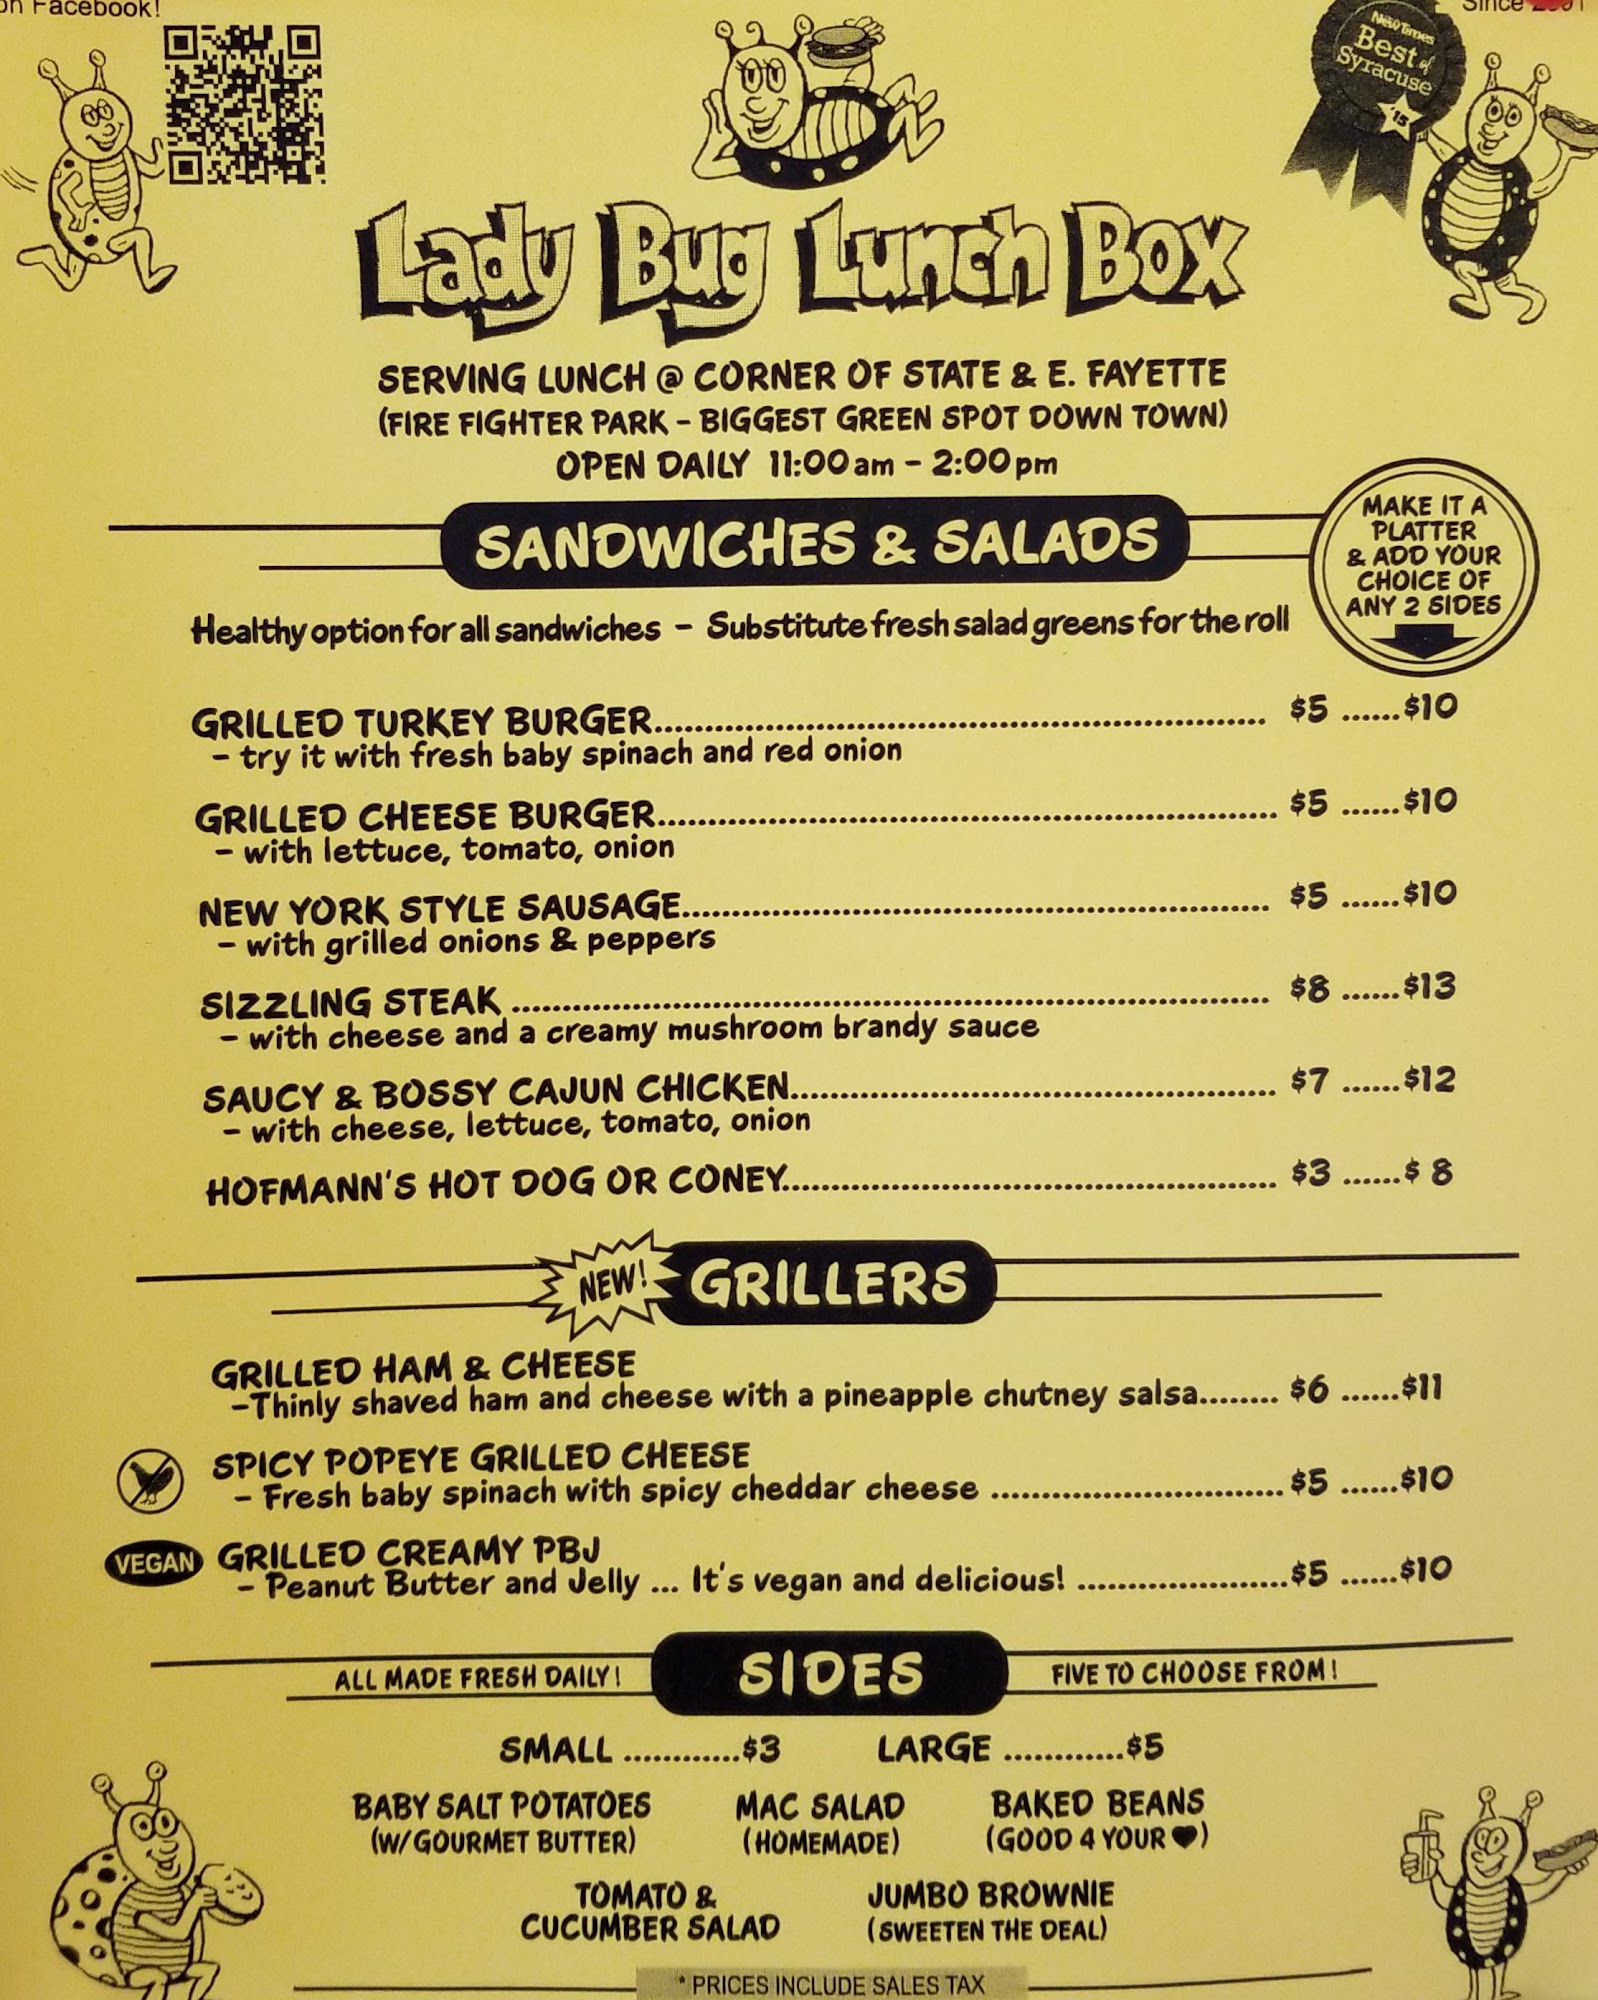 on Facebook!
Since
New Times
Best of
Syracuse
'15
Lady Bug Lunch Box
SERVING LUNCH @ CORNER OF STATE & E. FAYETTE
(FIRE FIGHTER PARK - BIGGEST GREEN SPOT DOWN TOWN)
OPEN DAILY 11:00 am - 2:00 pm
SANDWICHES & SALADS
MAKE IT A
PLATTER
& ADD YOUR
CHOICE OF
ANY 2 SIDES
Healthy option for all sandwiches - Substitute fresh salad greens for the roll
GRILLED TURKEY BURGER.......... $5 ......$10
- try it with fresh baby spinach and red onion
GRILLED CHEESE BURGER.......... $5 ......$10
- with lettuce, tomato, onion
NEW YORK STYLE SAUSAGE.......... $5 ......$10
- with grilled onions & peppers
SIZZLING STEAK .......... $8 ......$13
- with cheese and a creamy mushroom brandy sauce
SAUCY & BOSSY CAJUN CHICKEN.......... $7 ......$12
- with cheese, lettuce, tomato, onion
HOFMANN'S HOT DOG OR CONEY.......... $3 ......$ 8
NEW! GRILLERS
GRILLED HAM & CHEESE
-Thinly shaved ham and cheese with a pineapple chutney salsa........ $6 ......$11
SPICY POPEYE GRILLED CHEESE
- Fresh baby spinach with spicy cheddar cheese .......... $5 ......$10
VEGAN GRILLED CREAMY PBJ
- Peanut Butter and Jelly ... It's vegan and delicious! .......... $5 ......$10
ALL MADE FRESH DAILY! SIDES FIVE TO CHOOSE FROM!
SMALL ............$3 LARGE ............$5
BABY SALT POTATOES MAC SALAD BAKED BEANS
(W/GOURMET BUTTER) (HOMEMADE) (GOOD 4 YOUR ♥)
TOMATO & JUMBO BROWNIE
CUCUMBER SALAD (SWEETEN THE DEAL)
* PRICES INCLUDE SALES TAX